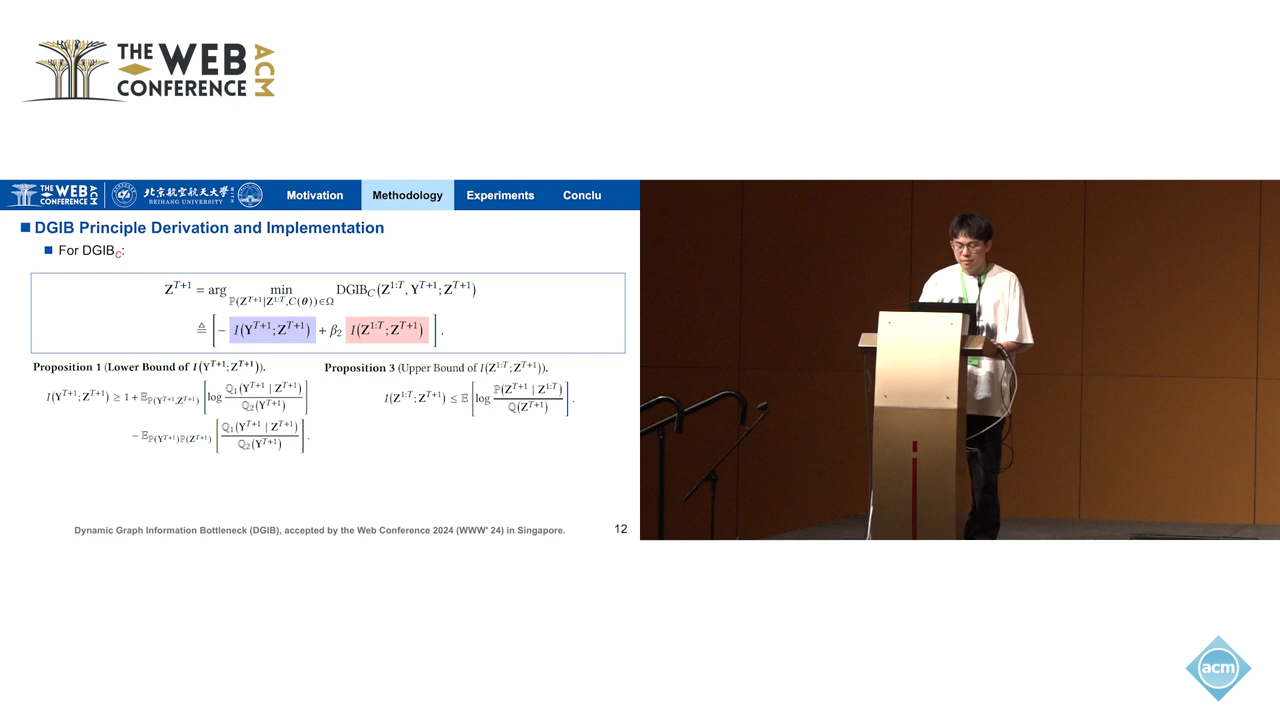 THE WEB CONFERENCE ACM
THE WEB CONFERENCE ACM
北京航空航天大学
BEIHANG UNIVERSITY
Motivation
Methodology
Experiments
Conclu
DGIB Principle Derivation and Implementation
For DGIB_C:
Z^{T+1} = arg min_{ℙ(Z^{T+1}|Z^{1:T},C(θ))∈Ω} DGIB_C(Z^{1:T}, Y^{T+1}; Z^{T+1})
≜ [− I(Y^{T+1}; Z^{T+1}) + β_2 I(Z^{1:T}; Z^{T+1})].
Proposition 1 (Lower Bound of I(Y^{T+1}; Z^{T+1})).
I(Y^{T+1}; Z^{T+1}) ≥ 1 + 𝔼_{ℙ(Y^{T+1},Z^{T+1})} [log ℚ_1(Y^{T+1} | Z^{T+1}) / ℚ_2(Y^{T+1})]
− 𝔼_{ℙ(Y^{T+1})ℙ(Z^{T+1})} [ℚ_1(Y^{T+1} | Z^{T+1}) / ℚ_2(Y^{T+1})].
Proposition 3 (Upper Bound of I(Z^{1:T}; Z^{T+1})).
I(Z^{1:T}; Z^{T+1}) ≤ 𝔼 [log ℙ(Z^{T+1} | Z^{1:T}) / ℚ(Z^{T+1})].
Dynamic Graph Information Bottleneck (DGIB), accepted by the Web Conference 2024 (WWW' 24) in Singapore.
12
acm